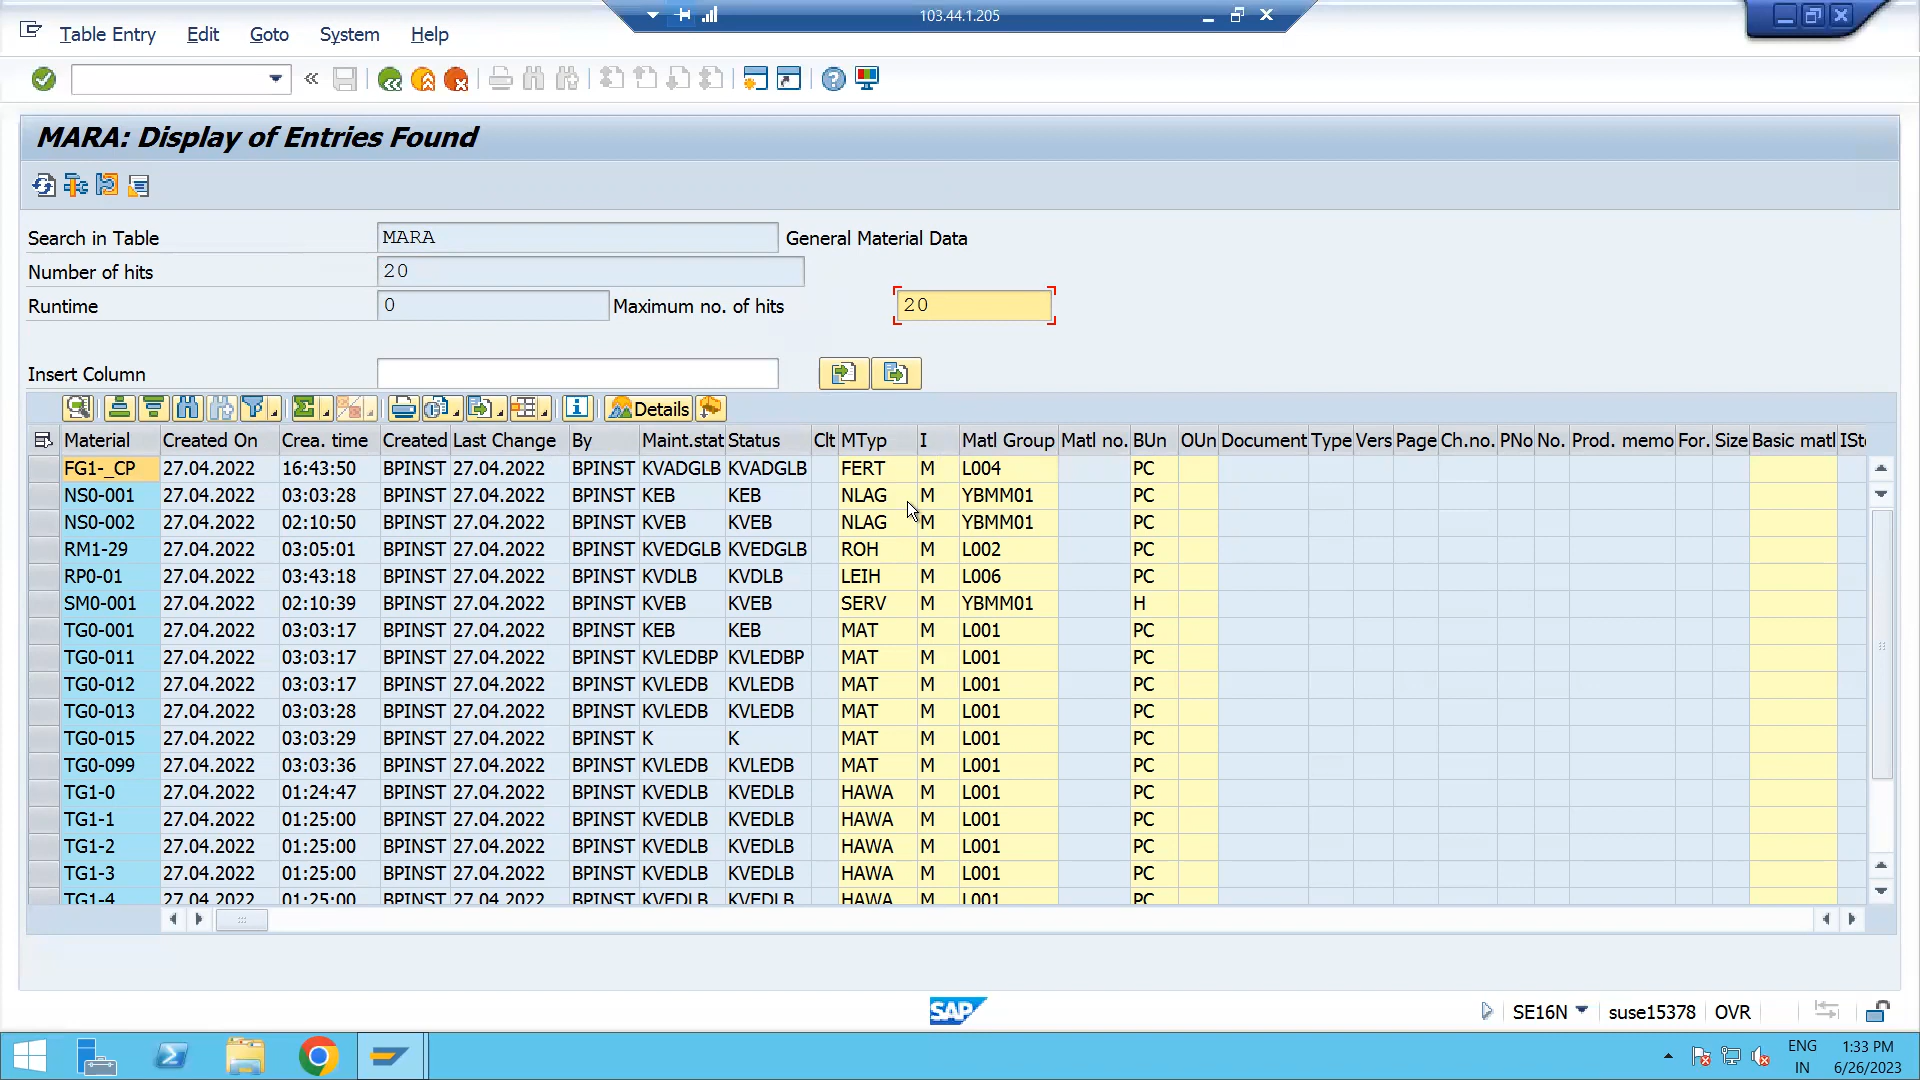 103.44.1.205
Table Entry Edit Goto System Help
MARA: Display of Entries Found
Search in Table MARA General Material Data
Number of hits 20
Runtime 0 Maximum no. of hits 20
Insert Column
Details
Material Created On Crea. time Created Last Change By Maint.stat Status Clt MTyp I Matl Group Matl no. BUn OUn Document Type Vers Page Ch.no. PNo No. Prod. memo For. Size Basic matl ISt
FG1-_CP 27.04.2022 16:43:50 BPINST 27.04.2022 BPINST KVADGLB KVADGLB FERT M L004 PC
NS0-001 27.04.2022 03:03:28 BPINST 27.04.2022 BPINST KEB KEB NLAG M YBMM01 PC
NS0-002 27.04.2022 02:10:50 BPINST 27.04.2022 BPINST KVEB KVEB NLAG M YBMM01 PC
RM1-29 27.04.2022 03:05:01 BPINST 27.04.2022 BPINST KVEDGLB KVEDGLB ROH M L002 PC
RP0-01 27.04.2022 03:43:18 BPINST 27.04.2022 BPINST KVDLB KVDLB LEIH M L006 PC
SM0-001 27.04.2022 02:10:39 BPINST 27.04.2022 BPINST KVEB KVEB SERV M YBMM01 H
TG0-001 27.04.2022 03:03:17 BPINST 27.04.2022 BPINST KEB KEB MAT M L001 PC
TG0-011 27.04.2022 03:03:17 BPINST 27.04.2022 BPINST KVLEDBP KVLEDBP MAT M L001 PC
TG0-012 27.04.2022 03:03:17 BPINST 27.04.2022 BPINST KVLEDB KVLEDB MAT M L001 PC
TG0-013 27.04.2022 03:03:28 BPINST 27.04.2022 BPINST KVLEDB KVLEDB MAT M L001 PC
TG0-015 27.04.2022 03:03:29 BPINST 27.04.2022 BPINST K K MAT M L001 PC
TG0-099 27.04.2022 03:03:36 BPINST 27.04.2022 BPINST KVLEDB KVLEDB MAT M L001 PC
TG1-0 27.04.2022 01:24:47 BPINST 27.04.2022 BPINST KVEDLB KVEDLB HAWA M L001 PC
TG1-1 27.04.2022 01:25:00 BPINST 27.04.2022 BPINST KVEDLB KVEDLB HAWA M L001 PC
TG1-2 27.04.2022 01:25:00 BPINST 27.04.2022 BPINST KVEDLB KVEDLB HAWA M L001 PC
TG1-3 27.04.2022 01:25:00 BPINST 27.04.2022 BPINST KVEDLB KVEDLB HAWA M L001 PC
TG1-4 27.04.2022 01:25:00 BPINST 27.04.2022 BPINST KVEDLB KVEDLB HAWA M L001 PC
SAP SE16N suse15378 OVR
ENG 1:33 PM
IN 6/26/2023